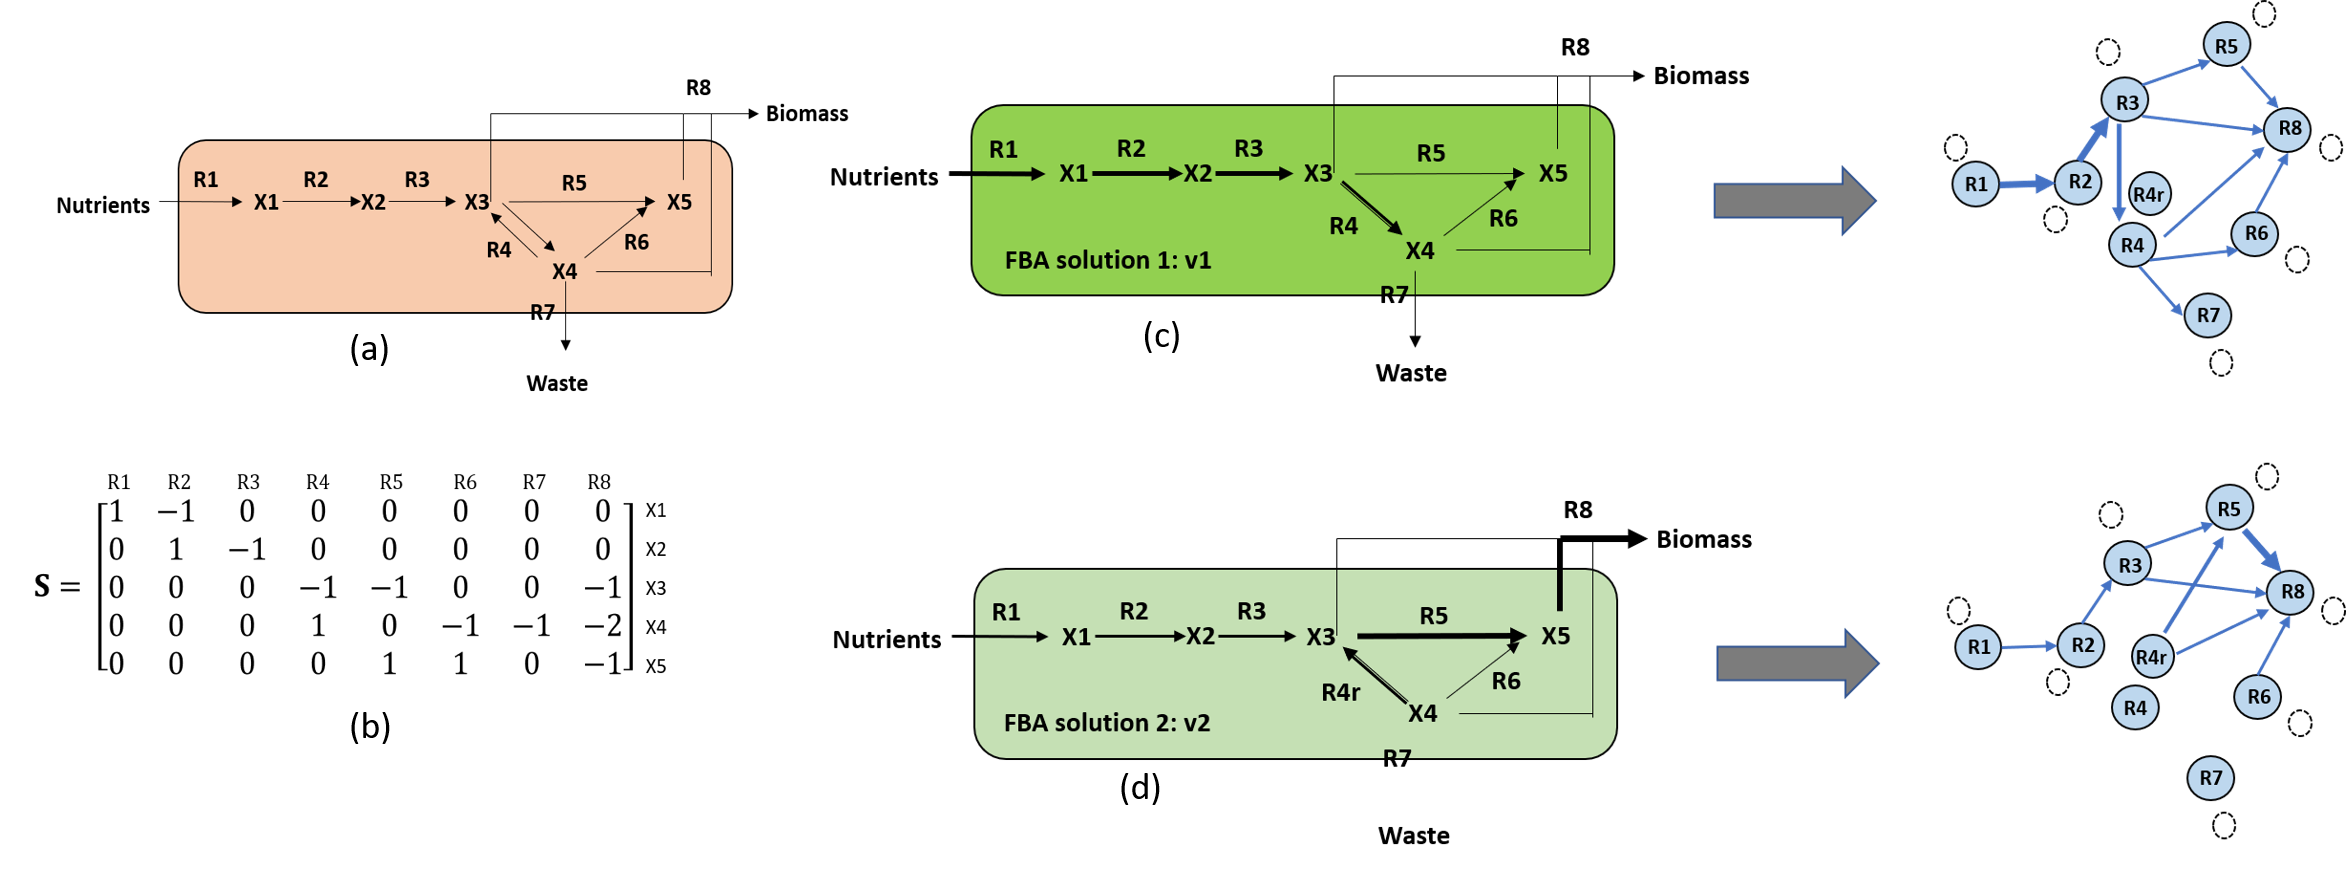 R8
Biomass
R1
R2
R3
R5
Nutrients
X1
X2
X3
X5
R4
R6
X4
R7
(a)
Waste
R1 R2 R3 R4 R5 R6 R7 R8
1 −1 0 0 0 0 0 0 X1
0 1 −1 0 0 0 0 0 X2
S = 0 0 0 −1 −1 0 0 −1 X3
0 0 0 1 0 −1 −1 −2 X4
0 0 0 0 1 1 0 −1 X5
(b)
R8
Biomass
R1
R2
R3
R5
Nutrients
X1
X2
X3
X5
R4
R6
X4
FBA solution 1: v1
R7
(c)
Waste
R5
R3
R8
R1
R2
R4r
R4
R6
R7
R8
Biomass
R1
R2
R3
R5
Nutrients
X1
X2
X3
X5
R4r
R6
X4
FBA solution 2: v2
R7
(d)
Waste
R5
R3
R8
R1
R2
R4r
R4
R6
R7